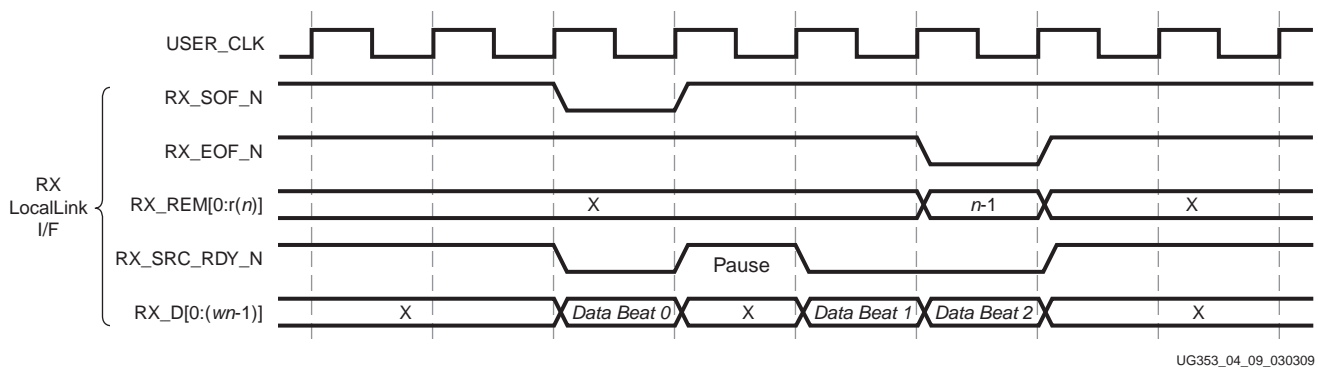 USER_CLK
RX_SOF_N
RX_EOF_N
RX
LocalLink
I/F
RX_REM[0:r(n)]
X
n-1
X
RX_SRC_RDY_N
Pause
RX_D[0:(wn-1)]
X
Data Beat 0
X
Data Beat 1
Data Beat 2
X
UG353_04_09_030309